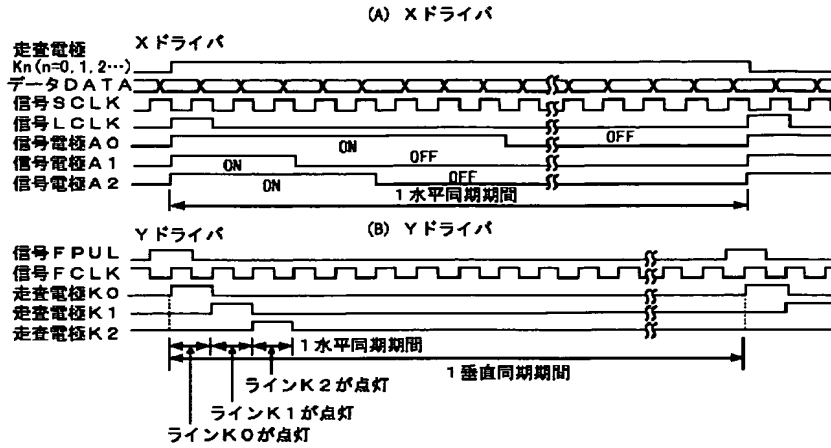 (A) Xドライバ
走査電極 Xドライバ
Kn(n=0,1,2…)
データDATA
信号SCLK
信号LCLK
信号電極A0 ON OFF
信号電極A1 ON OFF
信号電極A2 ON OFF
1水平同期期間
Yドライバ (B) Yドライバ
信号FPUL
信号FCLK
走査電極K0
走査電極K1
走査電極K2
1水平同期期間
1垂直同期期間
ラインK2が点灯
ラインK1が点灯
ラインK0が点灯